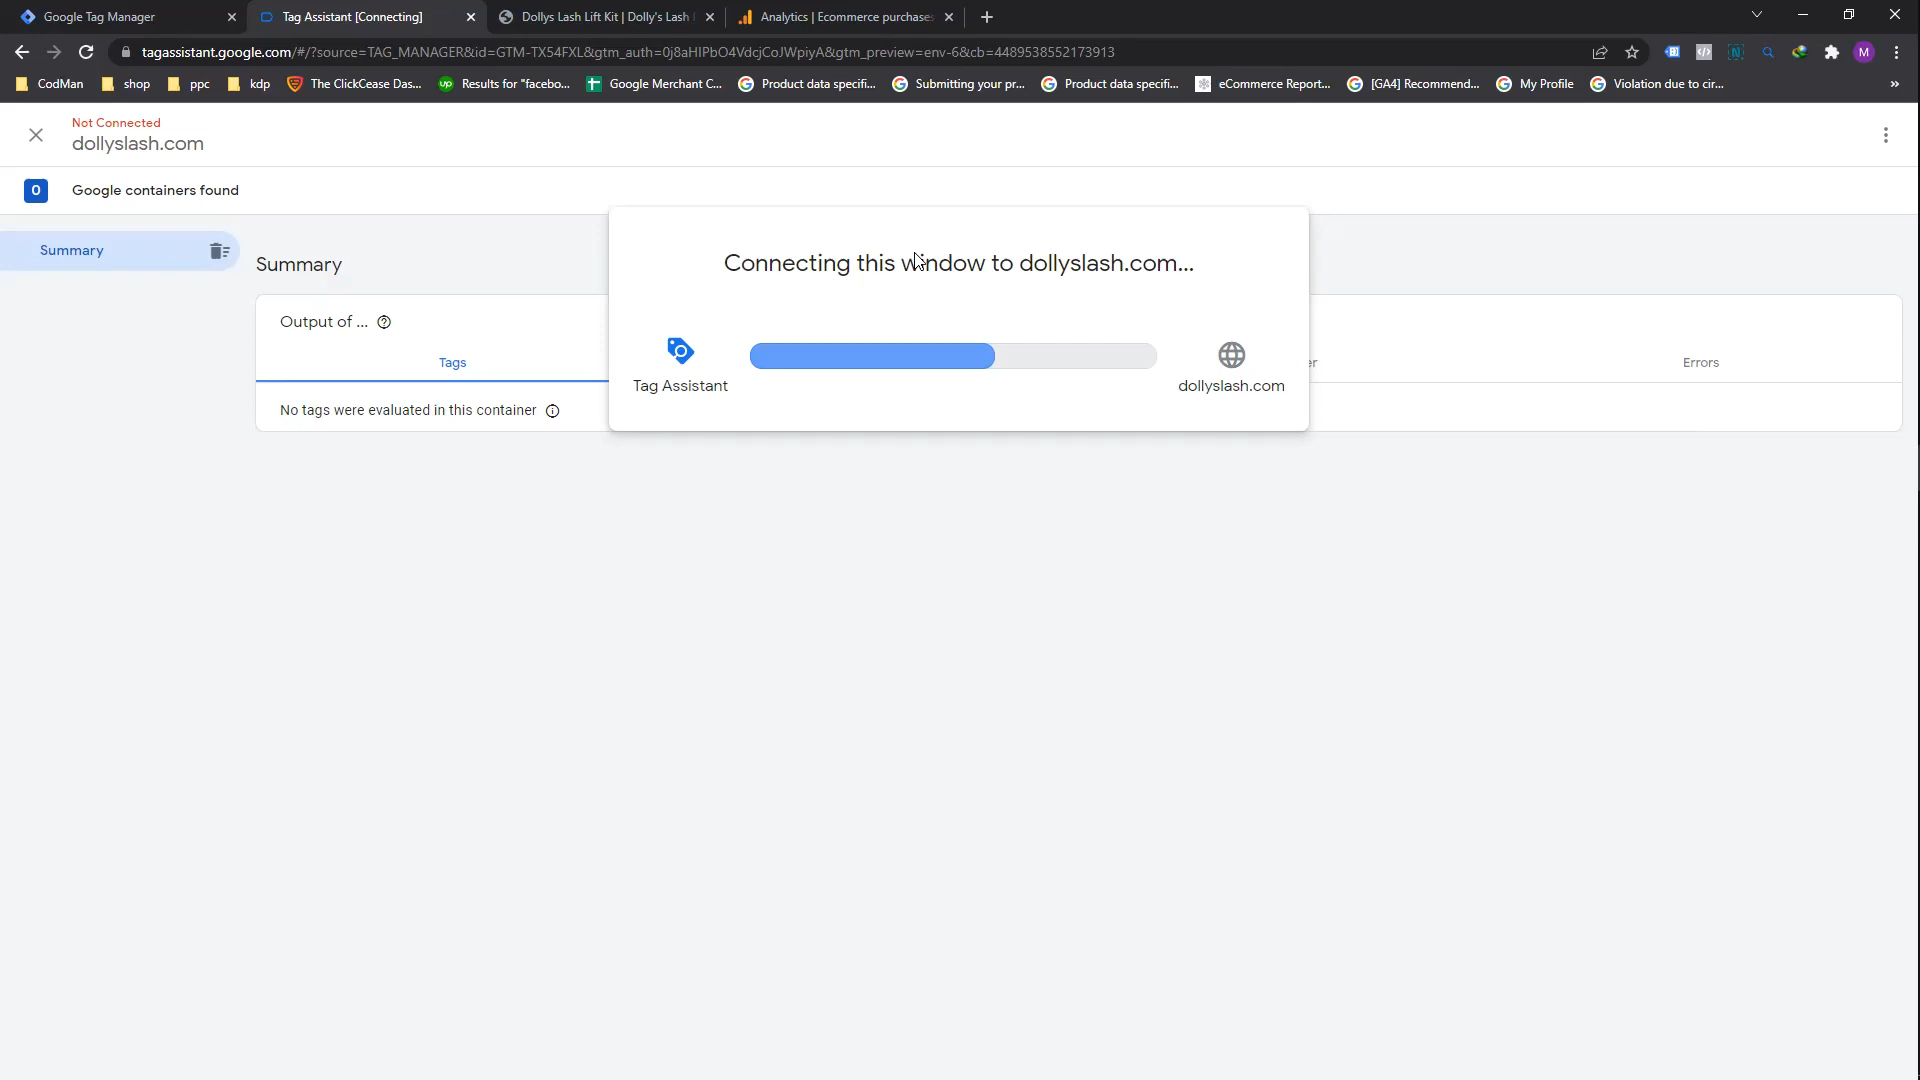 Google Tag Manager
Tag Assistant [Connecting]
Dollys Lash Lift Kit | Dolly's Lash
Analytics | Ecommerce purchases
tagassistant.google.com/#/?source=TAG_MANAGER&id=GTM-TX54FXL&gtm_auth=0j8aHIPbO4VdcjCoJWpiyA&gtm_preview=env-6&cb=4489538552173913
M
CodMan
shop
ppc
kdp
The ClickCease Das...
up
Results for "facebo...
Google Merchant C...
Product data specifi...
Submitting your pr...
Product data specifi...
eCommerce Report...
[GA4] Recommend...
My Profile
Violation due to cir...
»
Not Connected
dollyslash.com
0
Google containers found
Summary
Summary
Connecting this window to dollyslash.com...
Tag Assistant
dollyslash.com
Output of ...
Tags
er
Errors
No tags were evaluated in this container